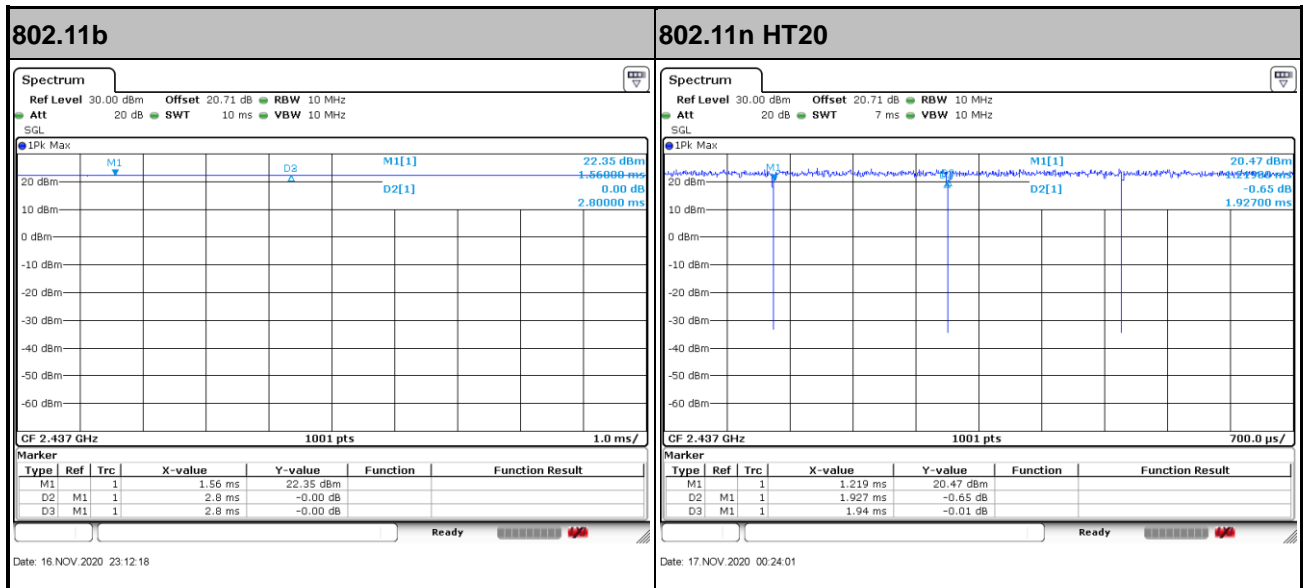 802.11b
Spectrum
Ref Level 30.00 dBm Offset 20.71 dB RBW 10 MHz
Att 20 dB SWT 10 ms VBW 10 MHz
SGL
1Pk Max
M1
M1[1] 22.35 dBm
1.56000 ms
20 dBm
D2[1] 0.00 dB
2.80000 ms
10 dBm
0 dBm
-10 dBm
-20 dBm
-30 dBm
-40 dBm
-50 dBm
-60 dBm
CF 2.437 GHz 1001 pts 1.0 ms/
Marker
Type Ref Trc X-value Y-value Function Function Result
M1 1 1.56 ms 22.35 dBm
D2 M1 1 2.8 ms -0.00 dB
D3 M1 1 2.8 ms -0.00 dB
Ready
Date: 16.NOV.2020 23:12:18
802.11n HT20
Spectrum
Ref Level 30.00 dBm Offset 20.71 dB RBW 10 MHz
Att 20 dB SWT 7 ms VBW 10 MHz
SGL
1Pk Max
M1
M1[1] 20.47 dBm
20 dBm
D2[1] -0.65 dB
1.92700 ms
10 dBm
0 dBm
-10 dBm
-20 dBm
-30 dBm
-40 dBm
-50 dBm
-60 dBm
CF 2.437 GHz 1001 pts 700.0 µs/
Marker
Type Ref Trc X-value Y-value Function Function Result
M1 1 1.219 ms 20.47 dBm
D2 M1 1 1.927 ms -0.65 dB
D3 M1 1 1.94 ms -0.01 dB
Ready
Date: 17.NOV.2020 00:24:01